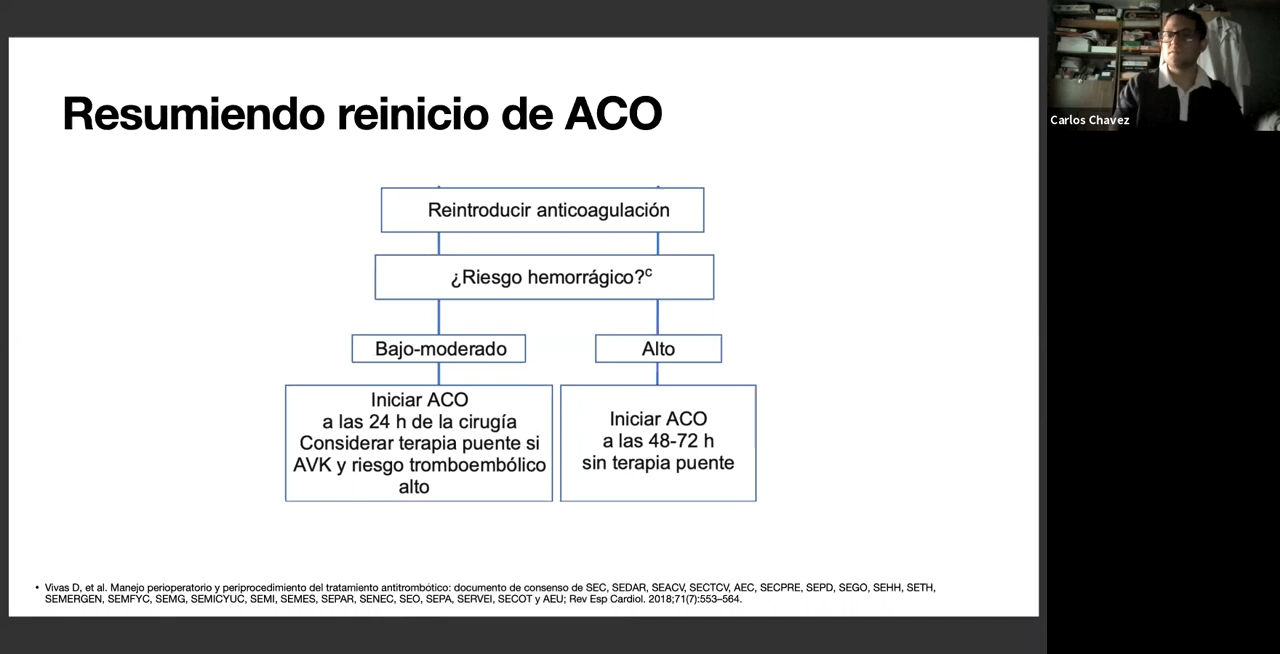 Resumiendo reinicio de ACO
Reintroducir anticoagulación
¿Riesgo hemorrágico?c
Bajo-moderado
Alto
Iniciar ACO
a las 24 h de la cirugía
Considerar terapia puente si
AVK y riesgo tromboembólico
alto
Iniciar ACO
a las 48-72 h
sin terapia puente
• Vivas D, et al. Manejo perioperatorio y periprocedimiento del tratamiento antitrombótico: documento de consenso de SEC, SEDAR, SEACV, SECTCV, AEC, SECPRE, SEPD, SEGO, SEHH, SETH,
SEMERGEN, SEMFYC, SEMG, SEMICYUC, SEMI, SEMES, SEPAR, SENEC, SEO, SEPA, SERVEI, SECOT y AEU; Rev Esp Cardiol. 2018;71(7):553–564.
Carlos Chavez